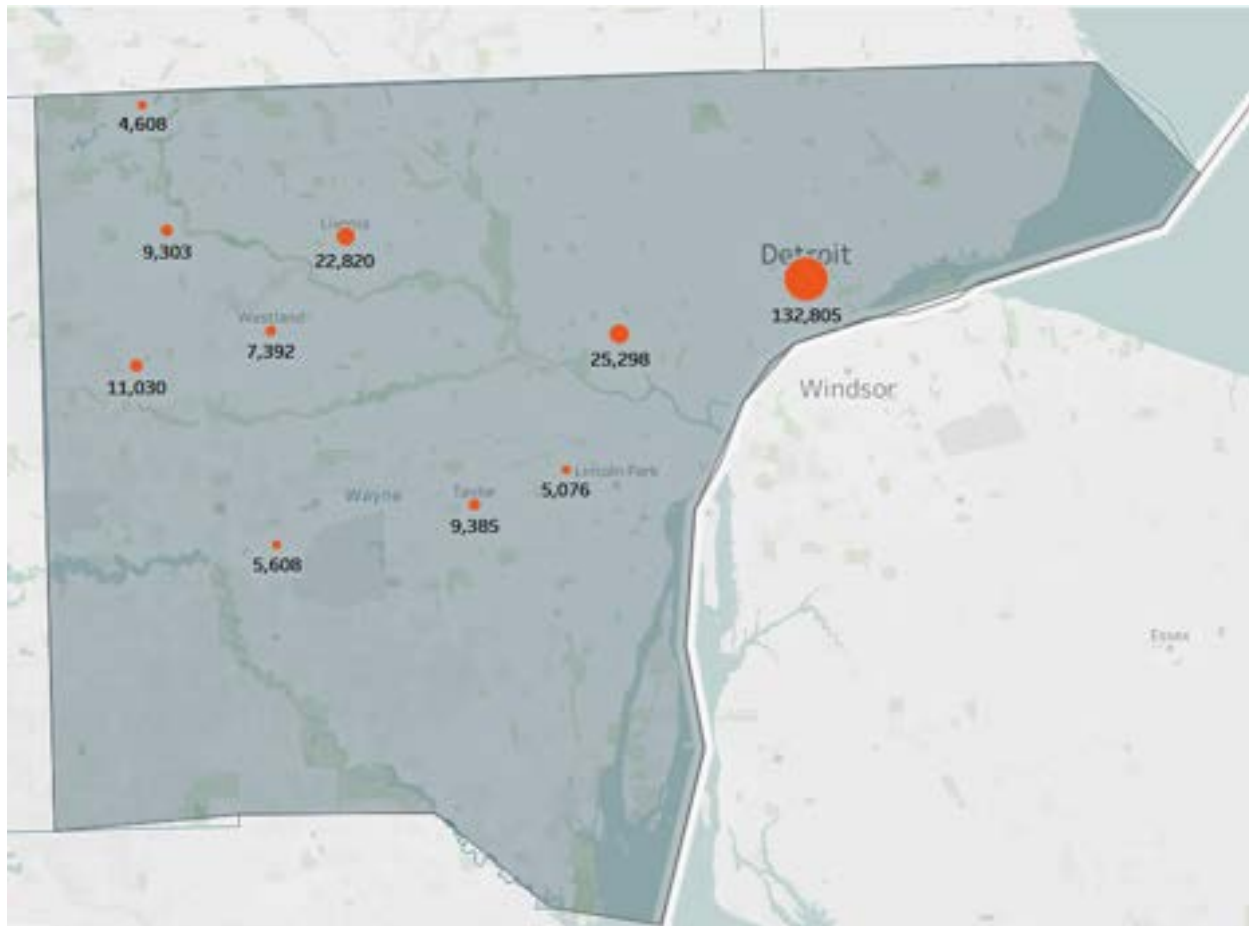 4,608
Livonia
9,303
22,820
Detroit
132,805
Westland
7,392
25,298
11,030
Windsor
Lincoln Park
5,076
Wayne
Taylor
9,385
5,608
Essex